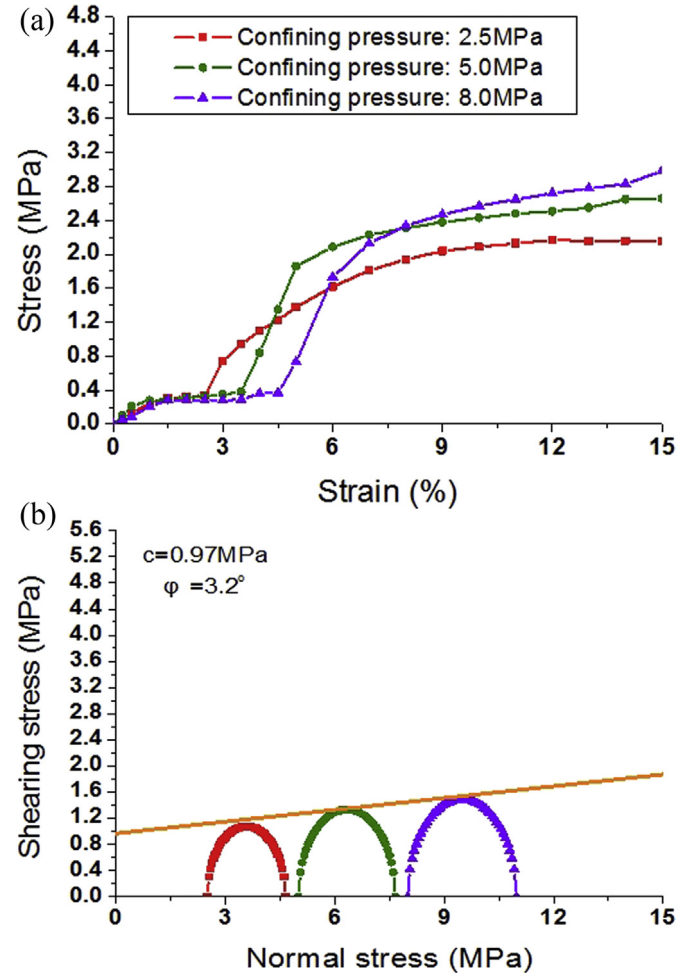 (a)
4.8
4.4
4.0
3.6
3.2
2.8
2.4
2.0
1.6
1.2
0.8
0.4
0.0
Stress (MPa)
Confining pressure: 2.5MPa
Confining pressure: 5.0MPa
Confining pressure: 8.0MPa
0 3 6 9 12 15
Strain (%)
(b)
5.6
5.2
4.8
4.4
4.0
3.6
3.2
2.8
2.4
2.0
1.6
1.2
0.8
0.4
0.0
Shearing stress (MPa)
c=0.97MPa
φ =3.2°
0 3 6 9 12 15
Normal stress (MPa)